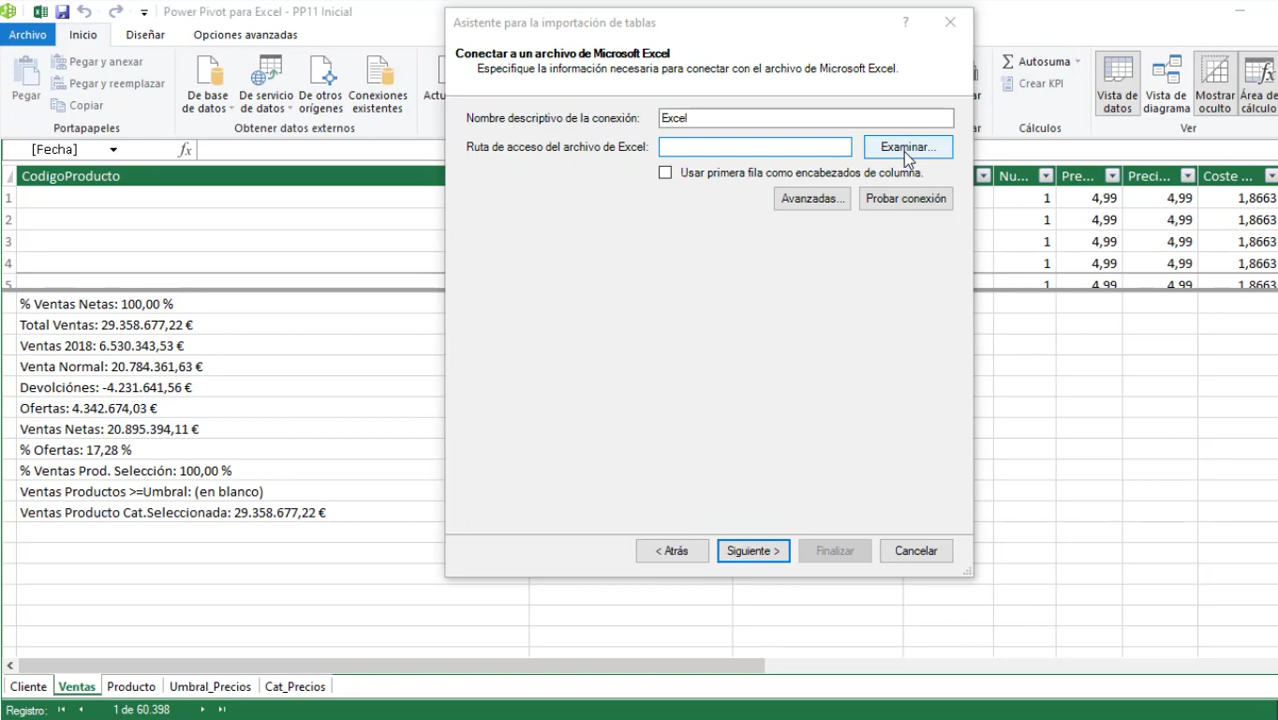 Power Pivot para Excel - PP11 Inicial
Archivo
Inicio
Diseñar
Opciones avanzadas
Pegar
Pegar y anexar
Pegar y reemplazar
Copiar
Portapapeles
De base
de datos
De servicio
de datos
De otros
orígenes
Conexiones
existentes
Obtener datos externos
Autosuma
Crear KPI
Cálculos
Vista de
datos
Vista de
diagrama
Mostrar
oculto
Área de
cálculo
Ver
[Fecha]
fx
Asistente para la importación de tablas
?
Conectar a un archivo de Microsoft Excel
Especifique la información necesaria para conectar con el archivo de Microsoft Excel.
Nombre descriptivo de la conexión:
Excel
Ruta de acceso del archivo de Excel:
Examinar...
Usar primera fila como encabezados de columna.
Avanzadas...
Probar conexión
< Atrás
Siguiente >
Finalizar
Cancelar
CodigoProducto
Nu...
Pre...
Preci...
Coste ...
1
1
4,99
4,99
1,8663
2
1
4,99
4,99
1,8663
3
1
4,99
4,99
1,8663
4
1
4,99
4,99
1,8663
5
1
4,99
4,99
1,8663
% Ventas Netas: 100,00 %
Total Ventas: 29.358.677,22 €
Ventas 2018: 6.530.343,53 €
Venta Normal: 20.784.361,63 €
Devolciónes: -4.231.641,56 €
Ofertas: 4.342.674,03 €
Ventas Netas: 20.895.394,11 €
% Ofertas: 17,28 %
% Ventas Prod. Selección: 100,00 %
Ventas Productos >=Umbral: (en blanco)
Ventas Producto Cat.Seleccionada: 29.358.677,22 €
Cliente
Ventas
Producto
Umbral_Precios
Cat_Precios
Registro:
1 de 60.398